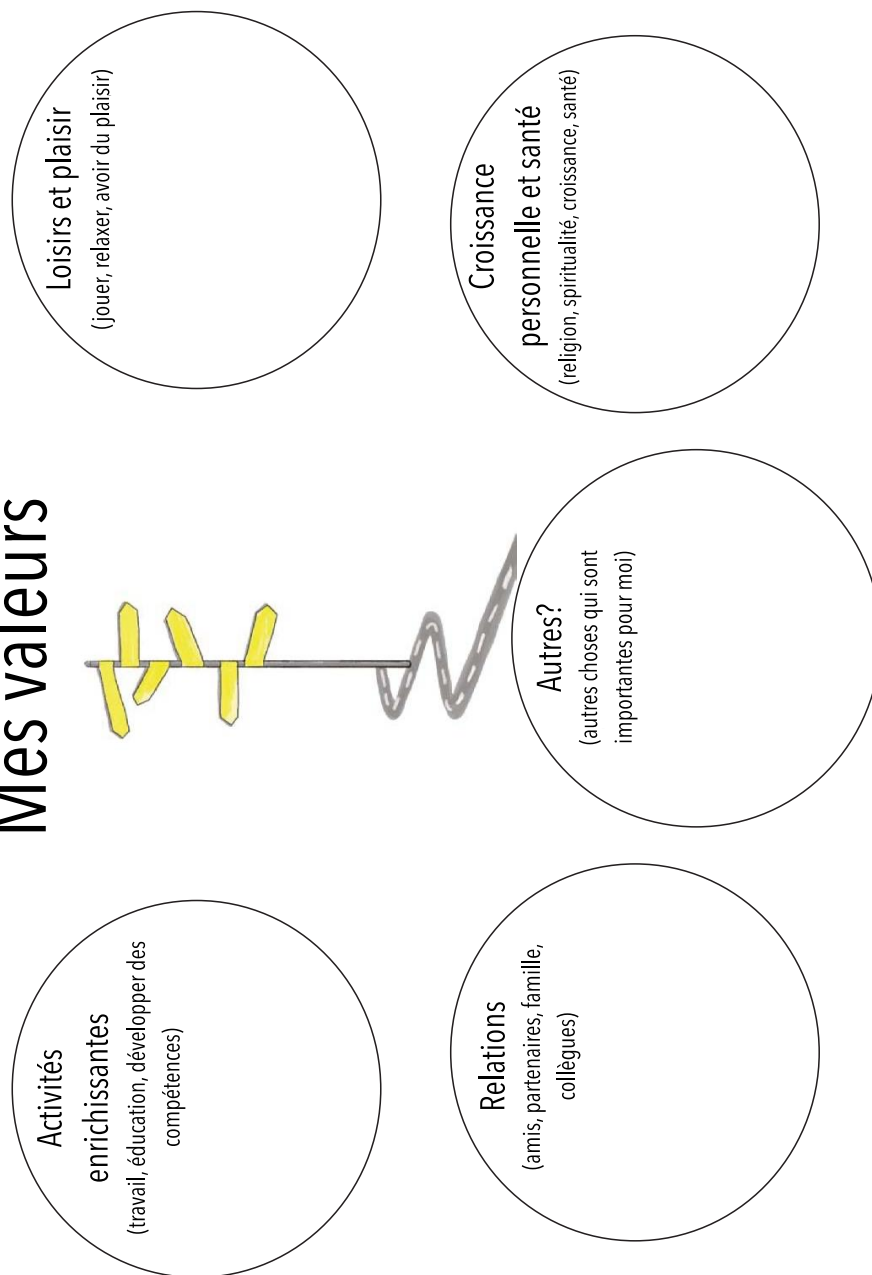 Mes valeurs
Activités
enrichissantes
(travail, éducation, développer des
compétences)
Loisirs et plaisir
(jouer, relaxer, avoir du plaisir)
Relations
(amis, partenaires, famille,
collègues)
Autres?
(autres choses qui sont
importantes pour moi)
Croissance
personnelle et santé
(religion, spiritualité, croissance, santé)